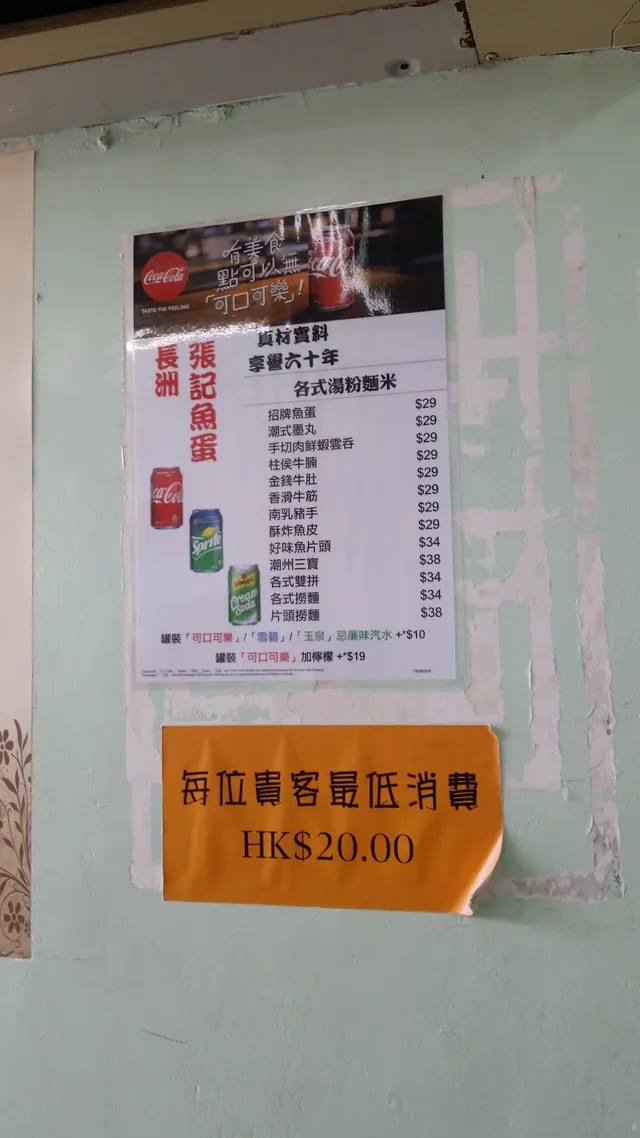 有美食
點可以無
「可口可樂」!
Coca-Cola
TASTE THE FEELING
長洲
張記魚蛋
真材實料
享譽六十年
各式湯粉麵米
招牌魚蛋 $29
潮式墨丸 $29
手切肉鮮蝦雲吞 $29
柱侯牛腩 $29
金錢牛肚 $29
香滑牛筋 $29
南乳豬手 $29
酥炸魚皮 $29
好味魚片頭 $34
潮州三寶 $38
各式雙拼 $34
各式撈麵 $34
片頭撈麵 $38
Sprite
Cream Soda
罐裝「可口可樂」/「雪碧」/「玉泉」忌廉味汽水 +*$10
罐裝「可口可樂」加檸檬 +*$19
每位貴客最低消費
HK$20.00